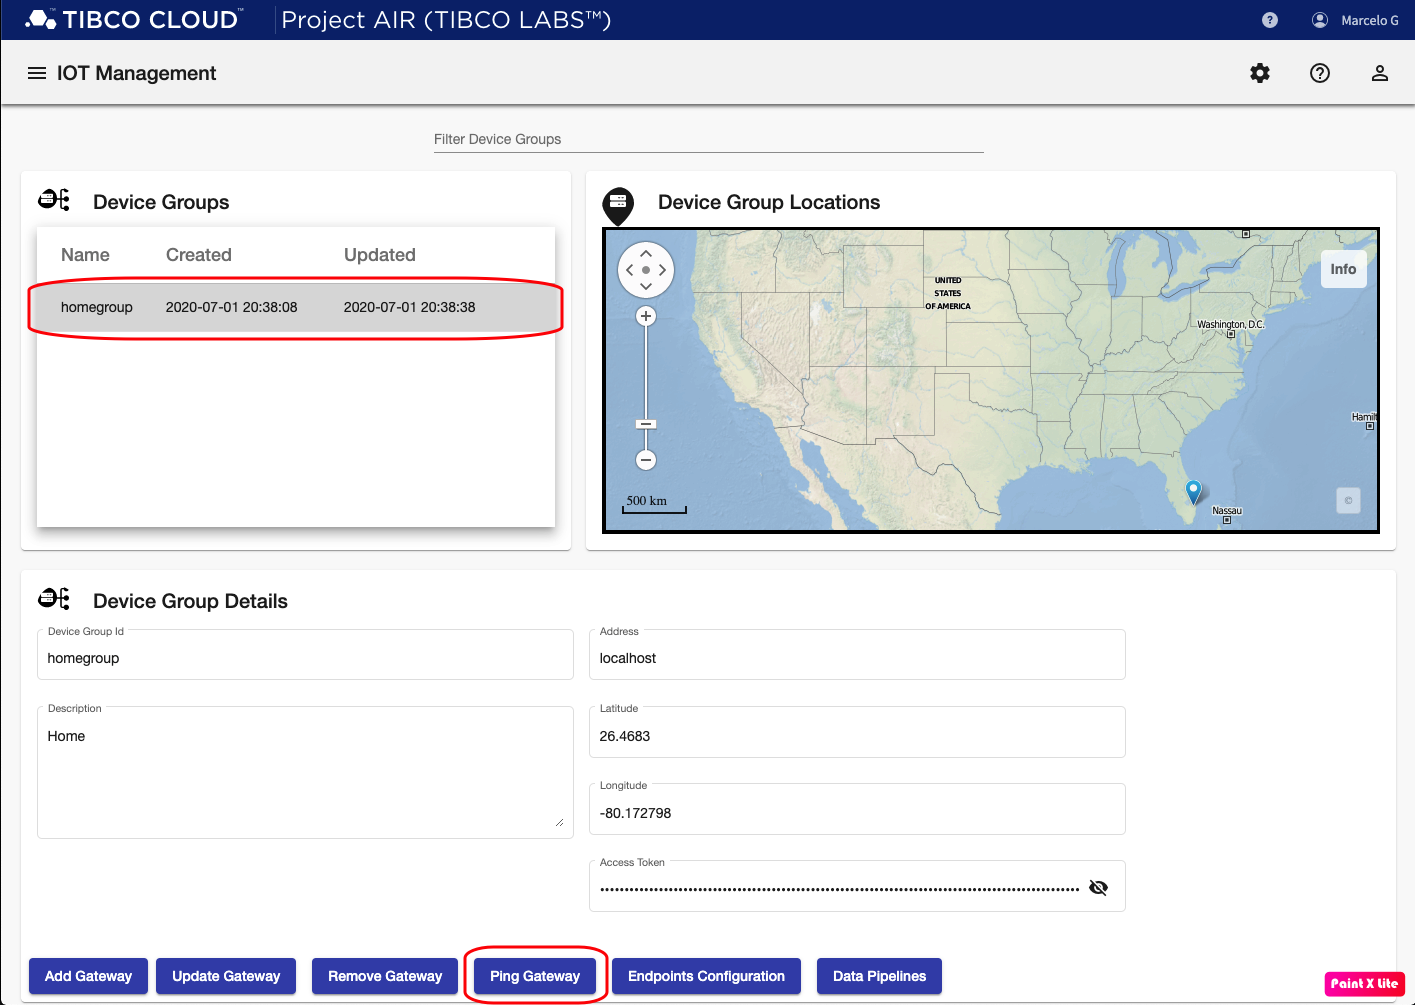 TIBCO CLOUD™ Project AIR (TIBCO LABS™)
? Marcelo G
IOT Management
Filter Device Groups
Device Groups
Name Created Updated
homegroup 2020-07-01 20:38:08 2020-07-01 20:38:38
Device Group Locations
Info
UNITED
STATES
OF AMERICA
Washington, D.C.
Hamilt
500 km
Nassau
©
Device Group Details
Device Group Id
homegroup
Description
Home
Address
localhost
Latitude
26.4683
Longitude
-80.172798
Access Token
Add Gateway Update Gateway Remove Gateway Ping Gateway Endpoints Configuration Data Pipelines
Paint X Lite